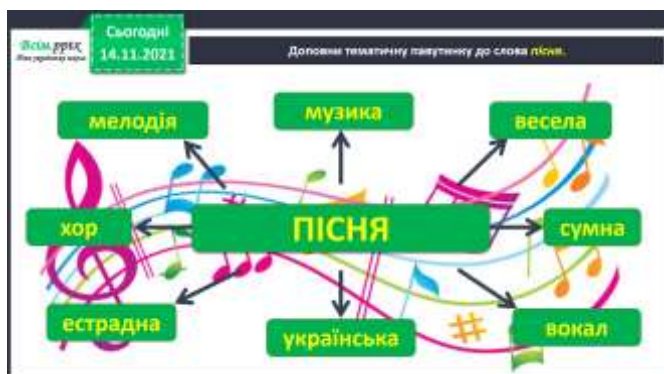 Сьогодні
14.11.2021
Всім.pptx
Доповни тематичну павутинку до слова пісня.
мелодія
музика
весела
хор
ПІСНЯ
сумна
естрадна
українська
вокал